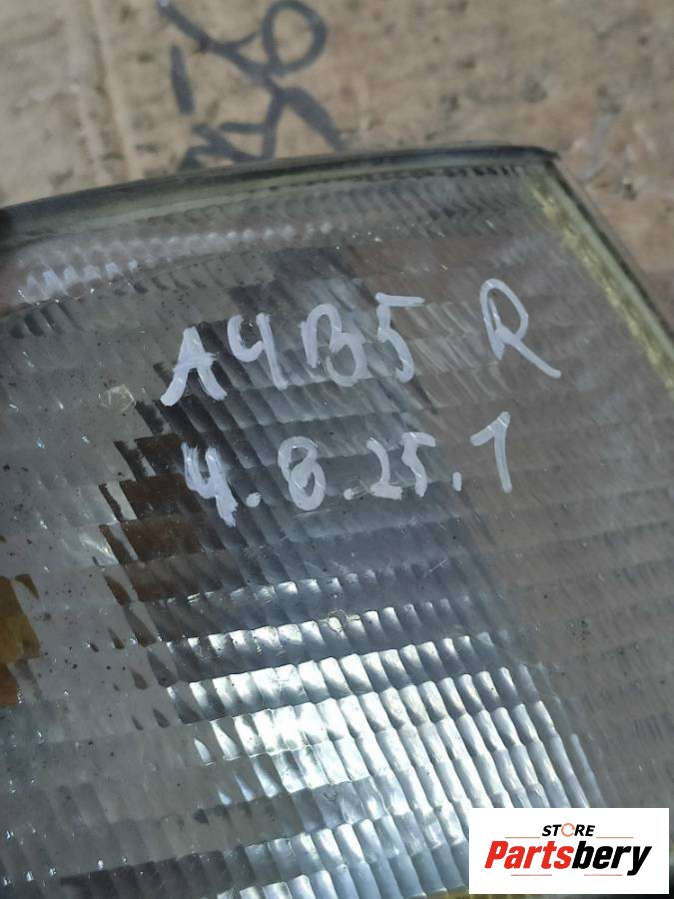 A4B5 R
4.8.25.1
STORE
Partsbery